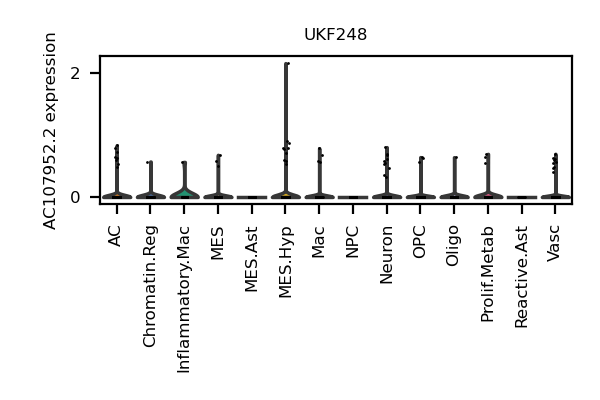 UKF248
AC107952.2 expression
2
0
AC
Chromatin.Reg
Inflammatory.Mac
MES
MES.Ast
MES.Hyp
Mac
NPC
Neuron
OPC
Oligo
Prolif.Metab
Reactive.Ast
Vasc